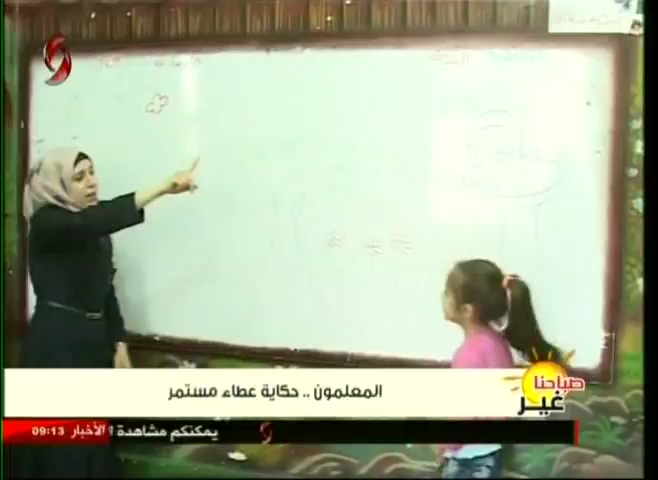 المعلمون .. حكاية عطاء مستمر
صباحنا
غير
09:13 الأخبار
يمكنكم مشاهدة